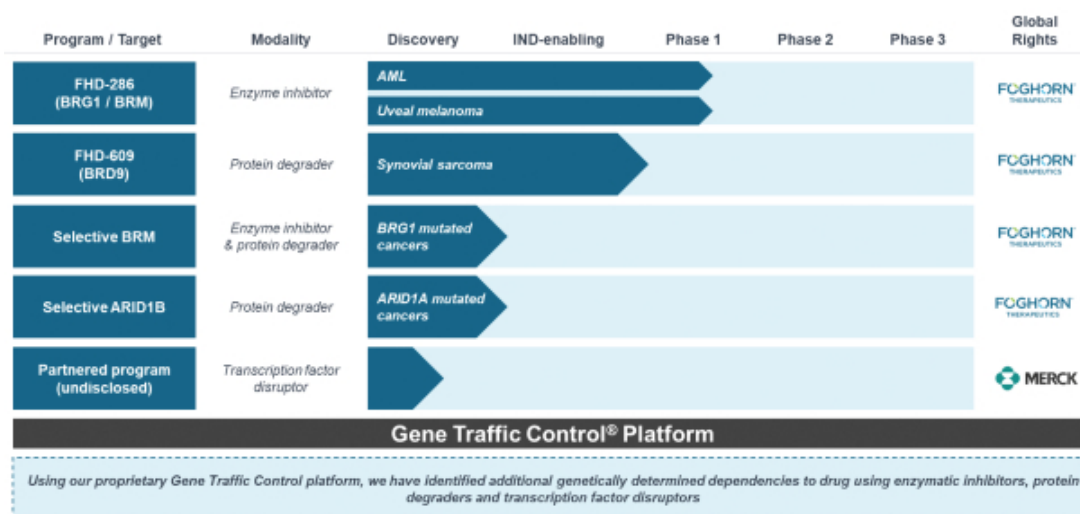 Global
Program / Target Modality Discovery IND-enabling Phase 1 Phase 2 Phase 3 Rights
FHD-286
(BRG1 / BRM)
Enzyme inhibitor
AML
Uveal melanoma
FOGHORN
THERAPEUTICS
FHD-609
(BRD9)
Protein degrader
Synovial sarcoma
FOGHORN
THERAPEUTICS
Selective BRM
Enzyme inhibitor
& protein degrader
BRG1 mutated
cancers
FOGHORN
THERAPEUTICS
Selective ARID1B
Protein degrader
ARID1A mutated
cancers
FOGHORN
THERAPEUTICS
Partnered program
(undisclosed)
Transcription factor
disruptor
MERCK
Gene Traffic Control® Platform
Using our proprietary Gene Traffic Control platform, we have identified additional genetically determined dependencies to drug using enzymatic inhibitors, protein
degraders and transcription factor disruptors